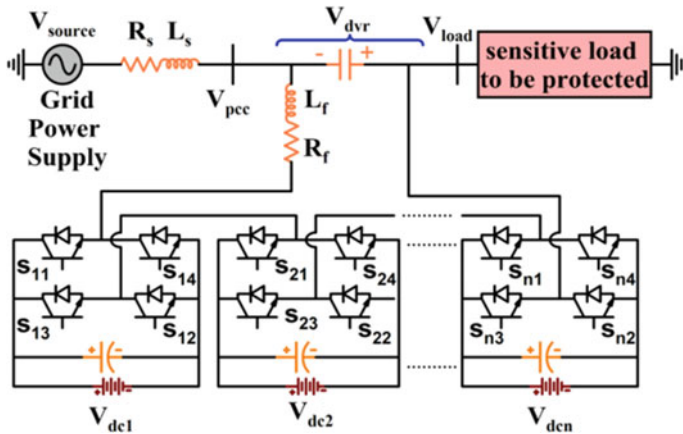 V_dvr
V_source
R_s L_s
V_load
sensitive load
to be protected
- +
Grid
Power
Supply
V_pcc
L_f
R_f
S_11
S_14
S_21
S_24
S_n1
S_n4
S_13
S_12
S_23
S_22
S_n3
S_n2
+ -
+ -
+ -
+ -
+ -
+ -
V_dc1
V_dc2
V_dcn